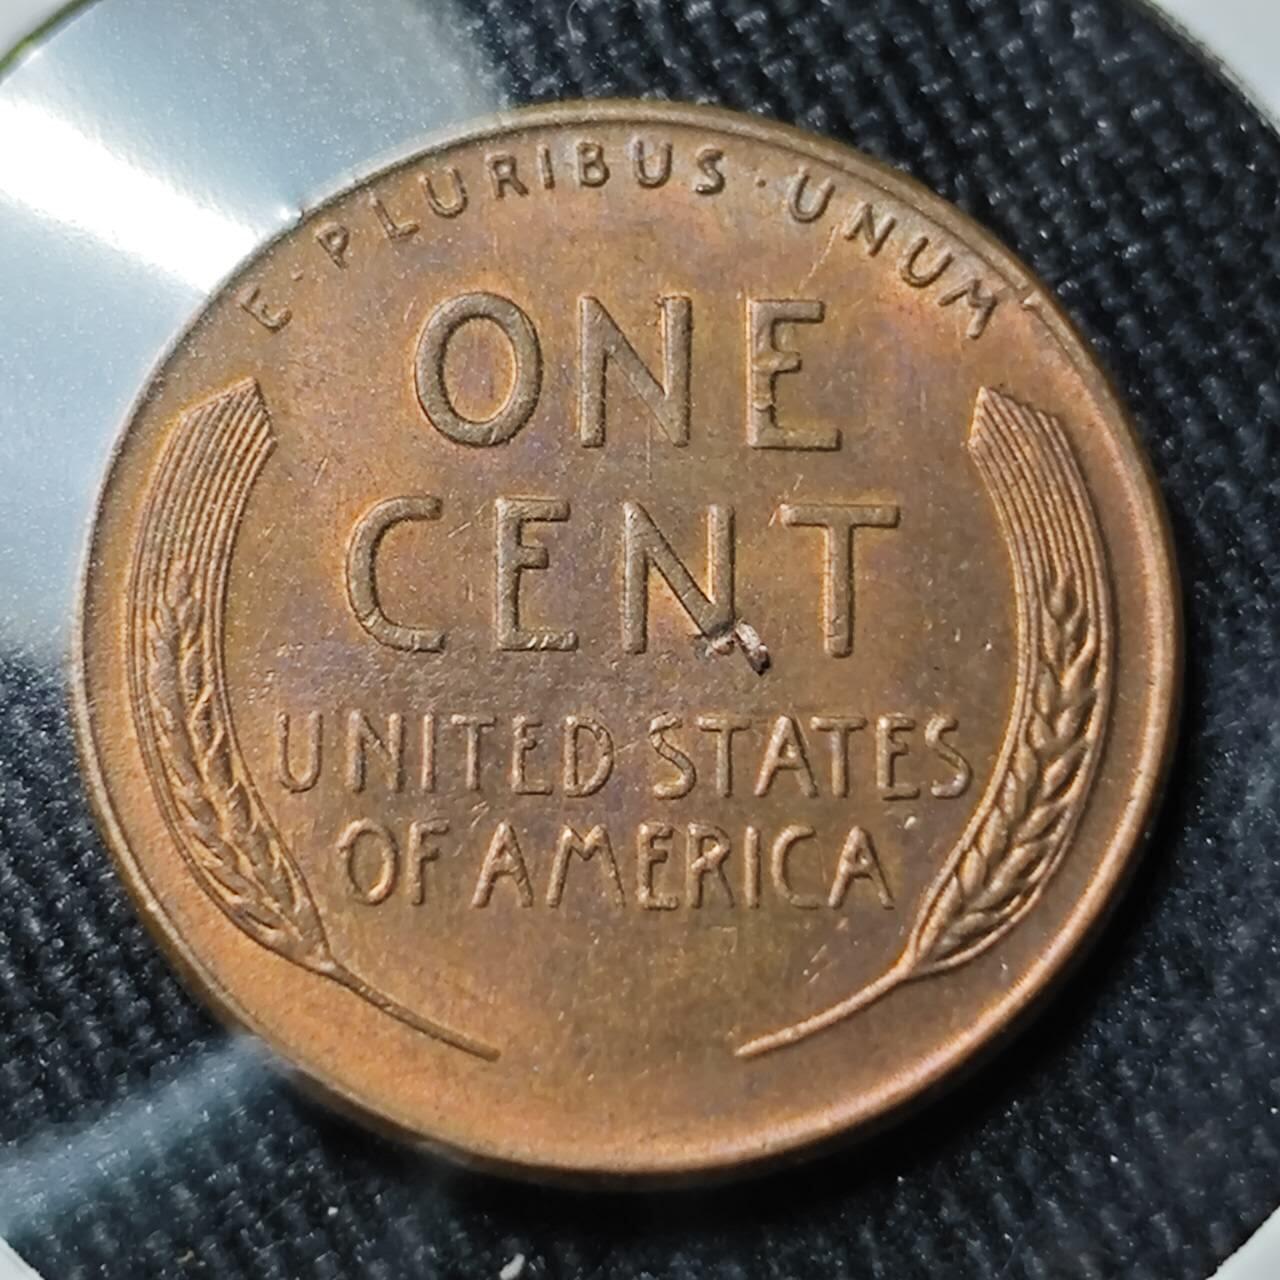 E·PLURIBUS·UNUM
ONE
CENT
UNITED STATES
OF AMERICA